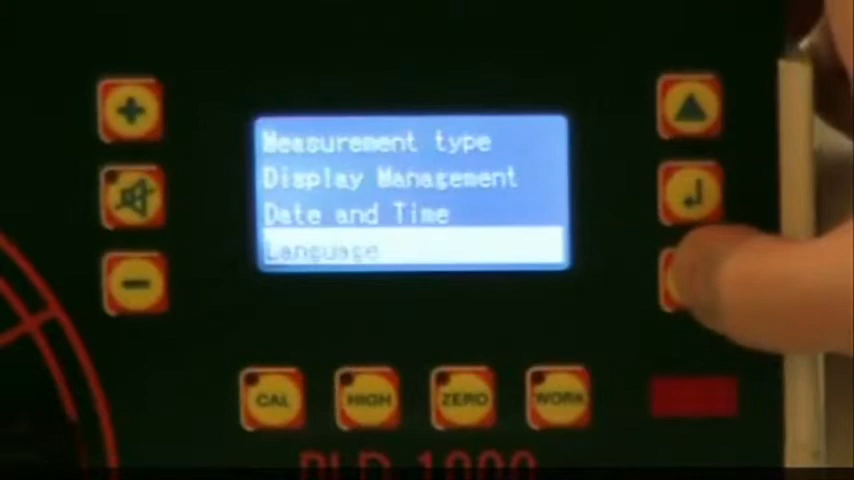 Measurement type
Display Management
Date and Time
Language
CAL
HIGH
ZERO
WORK